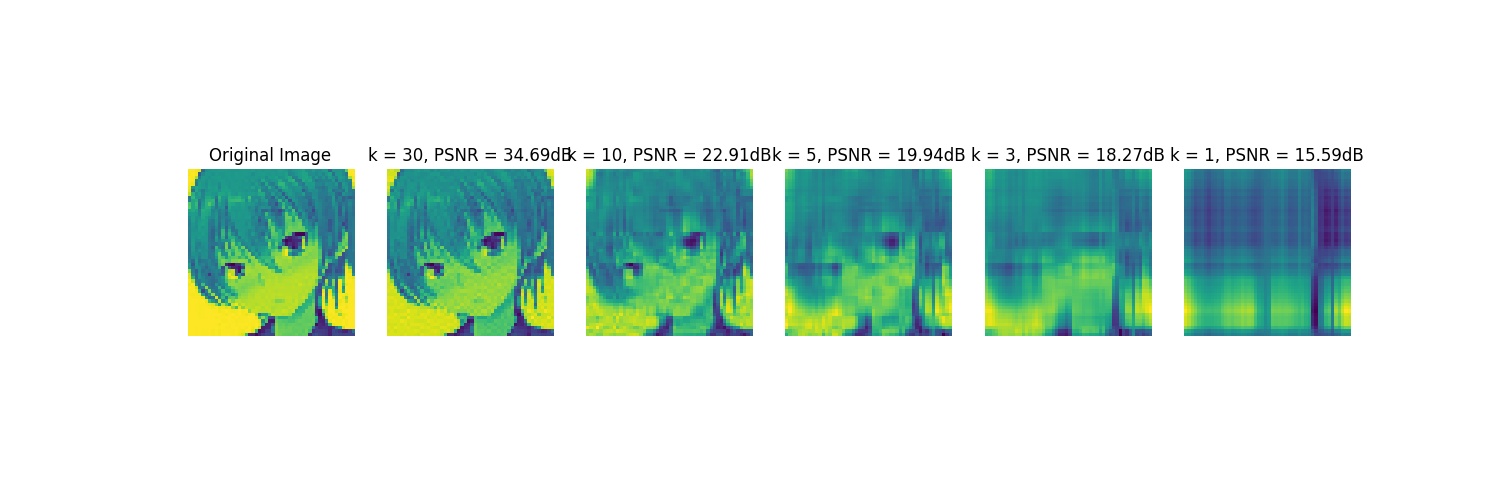 Original Image
k = 30, PSNR = 34.69dB
k = 10, PSNR = 22.91dB
k = 5, PSNR = 19.94dB
k = 3, PSNR = 18.27dB
k = 1, PSNR = 15.59dB